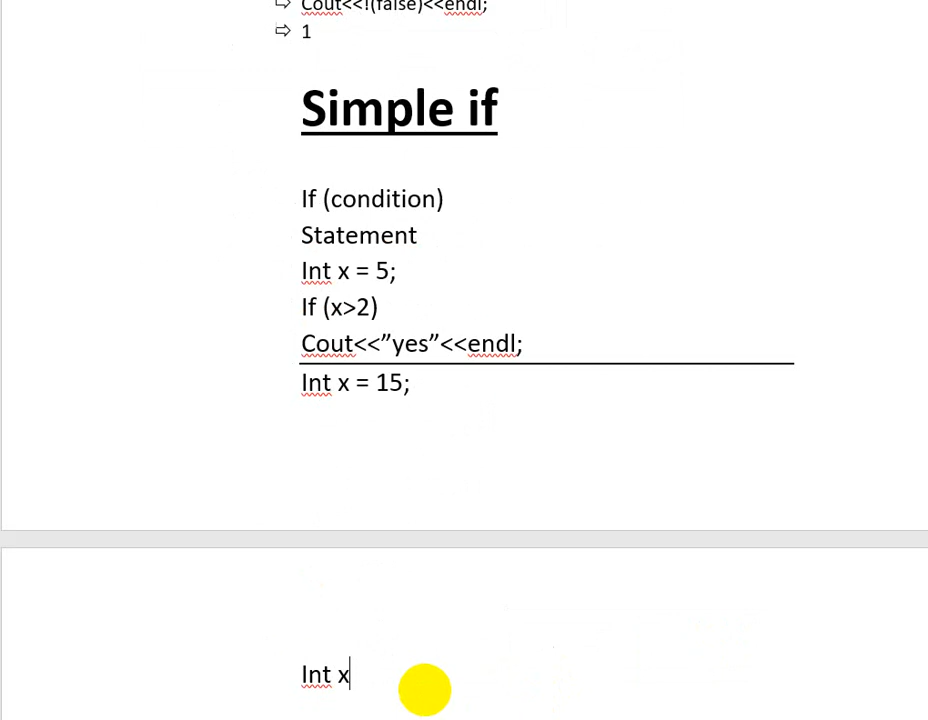 Cout<<!(false)<<endl;
1
Simple if
If (condition)
Statement
Int x = 5;
If (x>2)
Cout<<”yes”<<endl;
Int x = 15;
Int x